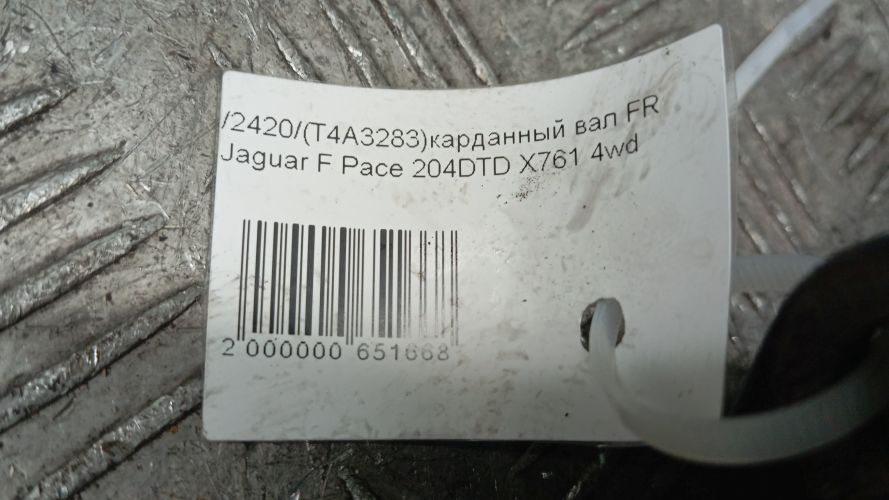 /2420/(T4A3283)карданный вал FR
Jaguar F Pace 204DTD X761 4wd
2 000000 651668